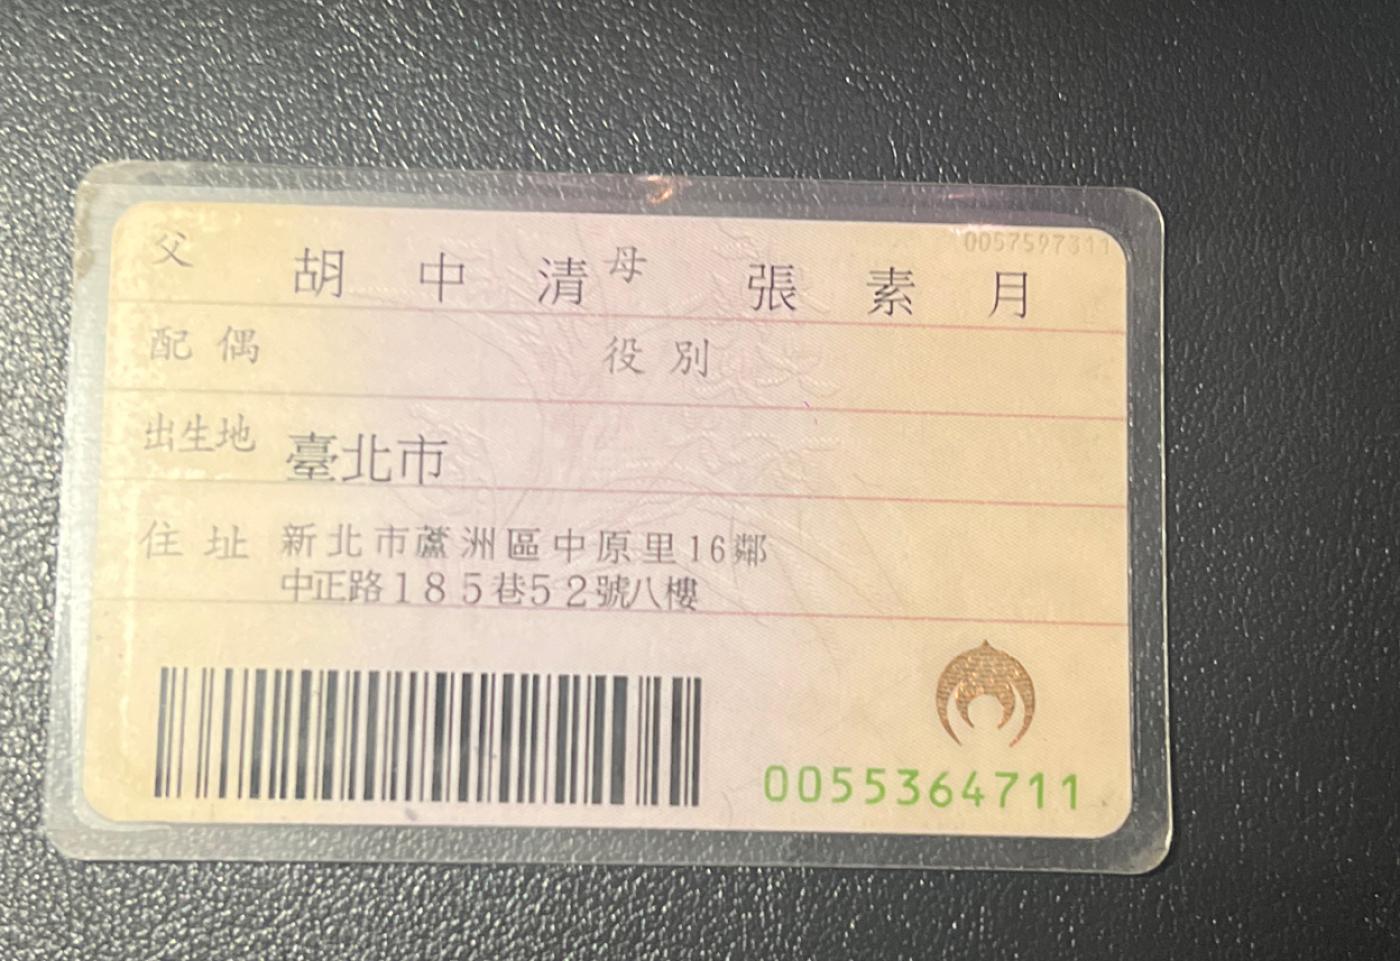 0057597311
父 胡中清 母 張素月
配偶 役別
出生地 臺北市
住址 新北市蘆洲區中原里16鄰
中正路185巷52號八樓
0055364711